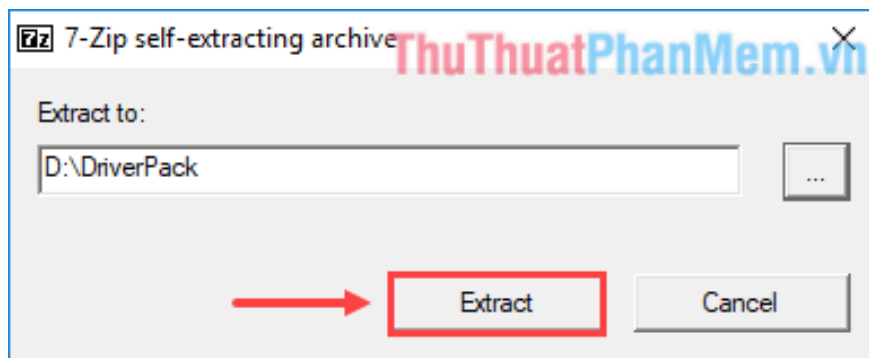 7z 7-Zip self-extracting archive
ThuThuatPhanMem.vn
Extract to:
D:\DriverPack
...
Extract
Cancel